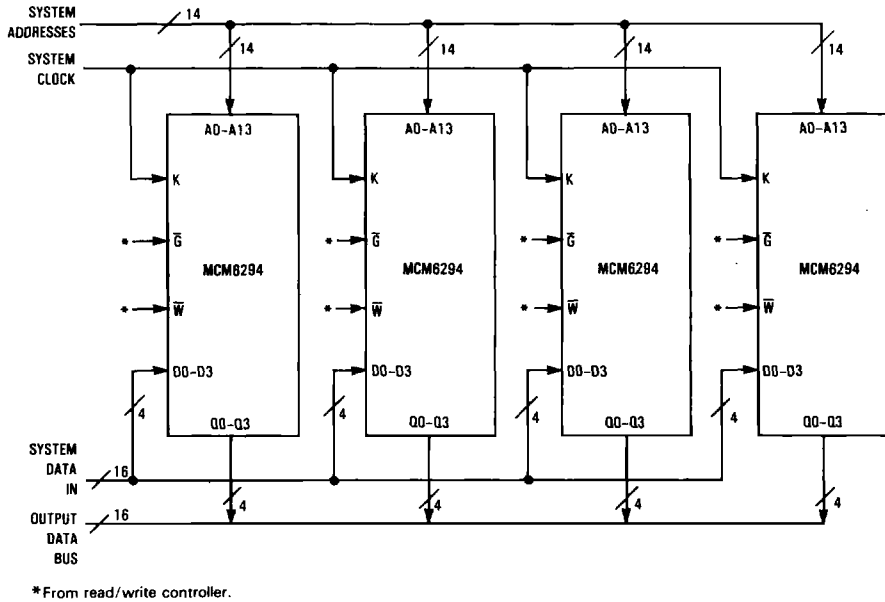 SYSTEM
ADDRESSES
14
14
14
14
14
SYSTEM
CLOCK
A0-A13
A0-A13
A0-A13
A0-A13
K
K
K
K
* G̅
* G̅
* G̅
* G̅
MCM6294
MCM6294
MCM6294
MCM6294
* W̅
* W̅
* W̅
* W̅
D0-D3
D0-D3
D0-D3
D0-D3
4
4
4
4
Q0-Q3
Q0-Q3
Q0-Q3
Q0-Q3
SYSTEM
DATA
IN
16
4
4
4
4
OUTPUT
DATA
BUS
16
*From read/write controller.